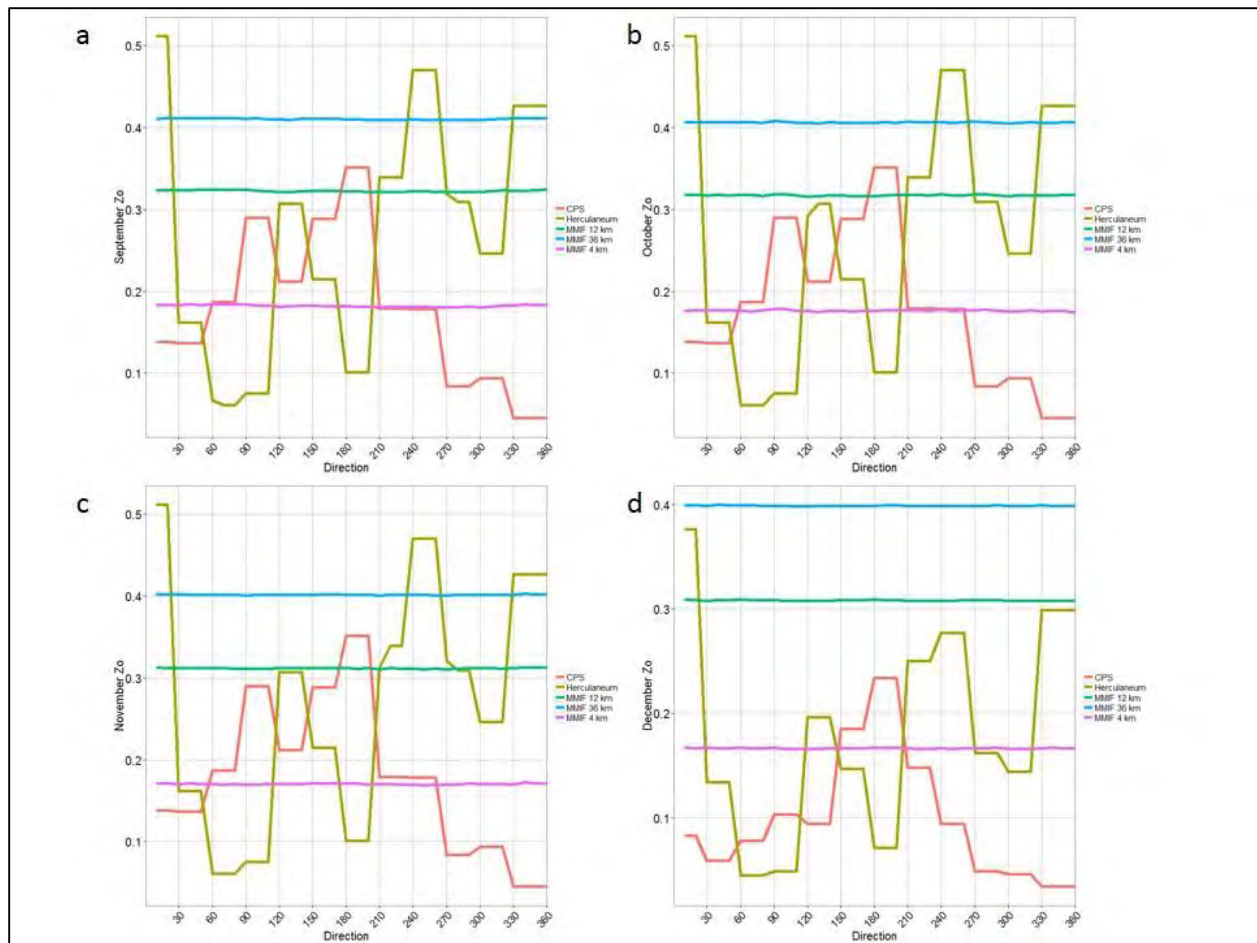 a
0.5
0.4
0.3
0.2
0.1
September Zo
30 60 90 120 150 180 210 240 270 300 330 360
Direction
CPS
Herculaneum
MMIF 12 km
MMIF 36 km
MMIF 4 km
b
0.5
0.4
0.3
0.2
0.1
October Zo
30 60 90 120 150 180 210 240 270 300 330 360
Direction
CPS
Herculaneum
MMIF 12 km
MMIF 36 km
MMIF 4 km
c
0.5
0.4
0.3
0.2
0.1
November Zo
30 60 90 120 150 180 210 240 270 300 330 360
Direction
CPS
Herculaneum
MMIF 12 km
MMIF 36 km
MMIF 4 km
d
0.4
0.3
0.2
0.1
December Zo
30 60 90 120 150 180 210 240 270 300 330 360
Direction
CPS
Herculaneum
MMIF 12 km
MMIF 36 km
MMIF 4 km